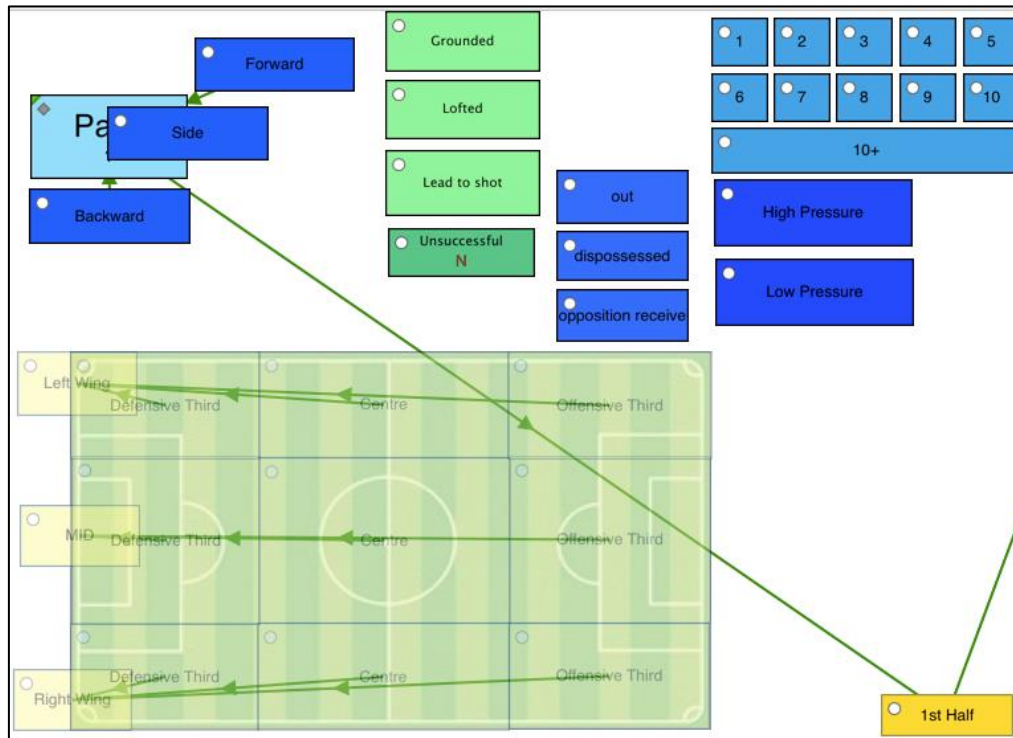 Forward
Side
Backward
Grounded
Lofted
Lead to shot
Unsuccessful
N
out
dispossessed
opposition receive
1
2
3
4
5
6
7
8
9
10
10+
High Pressure
Low Pressure
Left Wing
Defensive Third
Centre
Offensive Third
MID
Defensive Third
Centre
Offensive Third
Right Wing
Defensive Third
Centre
Offensive Third
1st Half